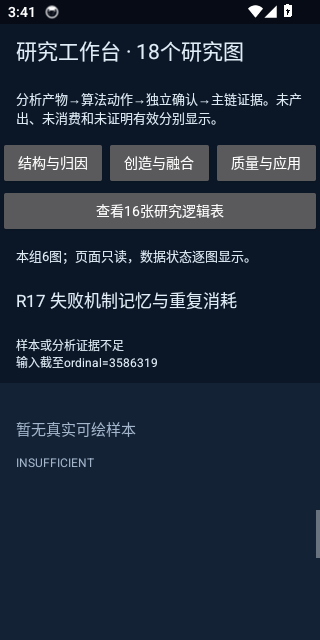 3:41
研究工作台 · 18个研究图
分析产物→算法动作→独立确认→主链证据。未产
出、未消费和未证明有效分别显示。
结构与归因
创造与融合
质量与应用
查看16张研究逻辑表
本组6图；页面只读，数据状态逐图显示。
R17 失败机制记忆与重复消耗
样本或分析证据不足
输入截至ordinal=3586319
暂无真实可绘样本
INSUFFICIENT